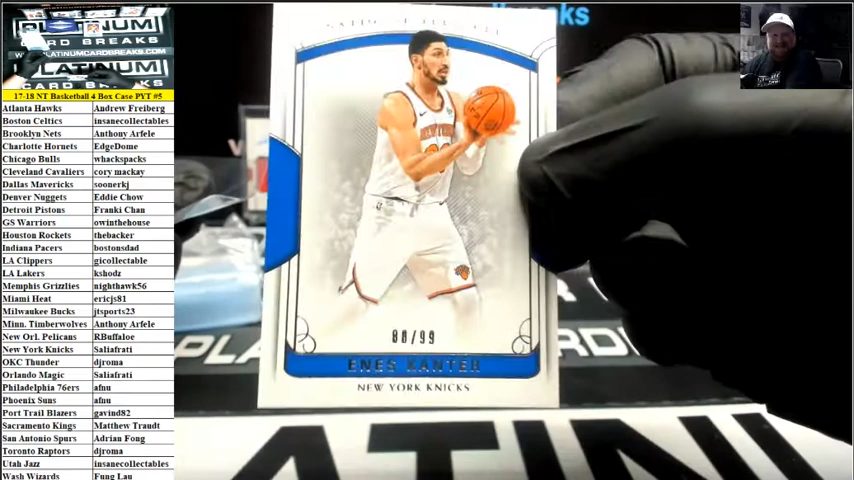 PLATINUM
CARD BREAKS
WWW.PLATINUMCARDBREAKS.COM
PLATINUM
CARD BREAKS
17-18 NT Basketball 4 Box Case PYT #5
Atlanta Hawks Andrew Freiberg
Boston Celtics insanecollectables
Brooklyn Nets Anthony Arfele
Charlotte Hornets EdgeDome
Chicago Bulls whackspacks
Cleveland Cavaliers cory mackay
Dallas Mavericks soonerkj
Denver Nuggets Eddie Chow
Detroit Pistons Franki Chan
GS Warriors owinthehouse
Houston Rockets thebacker
Indiana Pacers bostonsdad
LA Clippers gicollectable
LA Lakers kshodz
Memphis Grizzlies nighthawk56
Miami Heat ericjs81
Milwaukee Bucks jtsports23
Minn. Timberwolves Anthony Arfele
New Orl. Pelicans RBuffaloe
New York Knicks Saliafrati
OKC Thunder djroma
Orlando Magic Saliafrati
Philadelphia 76ers afnu
Phoenix Suns afnu
Port Trail Blazers gavind82
Sacramento Kings Matthew Traudt
San Antonio Spurs Adrian Fong
Toronto Raptors djroma
Utah Jazz insanecollectables
Wash Wizards Fung Lau
NEW YORK
ENES KANTER
NEW YORK KNICKS